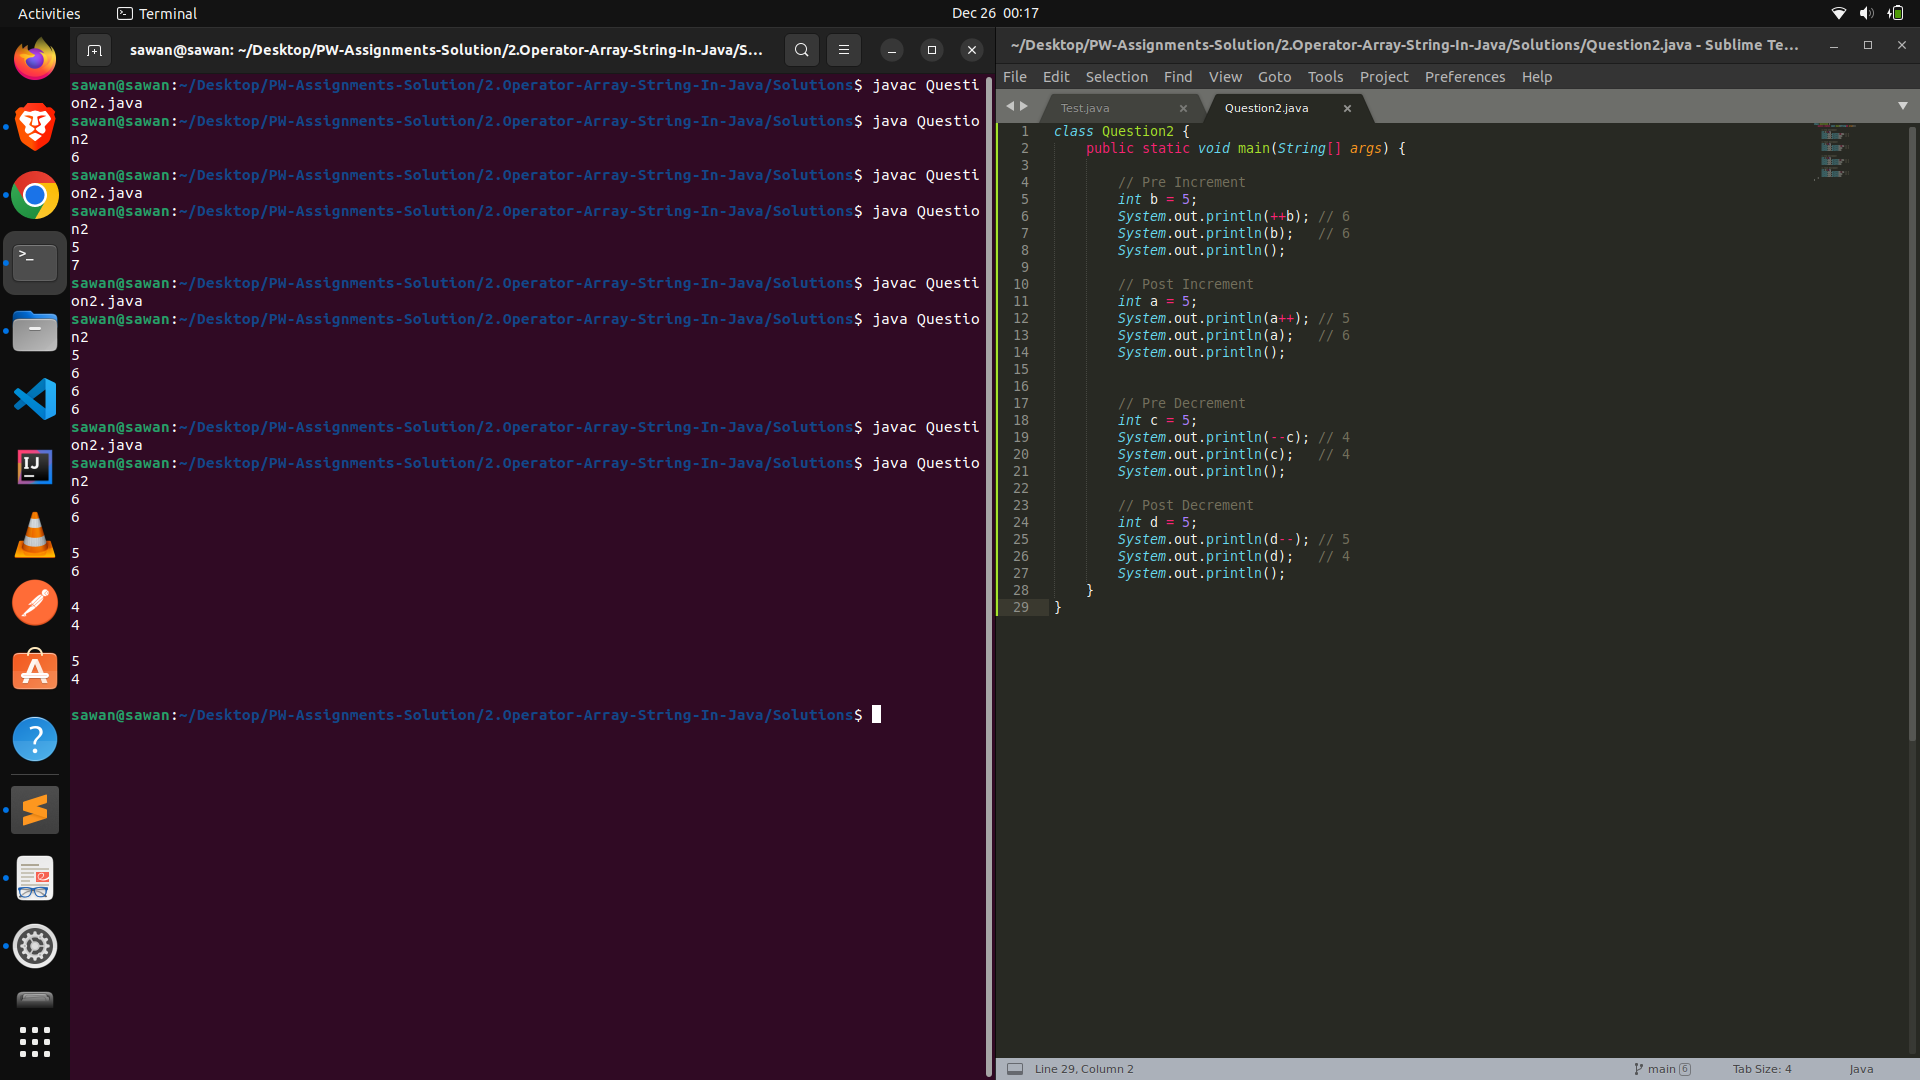 Activities
Terminal
Dec 26 00:17
sawan@sawan: ~/Desktop/PW-Assignments-Solution/2.Operator-Array-String-In-Java/S...
sawan@sawan:~/Desktop/PW-Assignments-Solution/2.Operator-Array-String-In-Java/Solutions$ javac Questi
on2.java
sawan@sawan:~/Desktop/PW-Assignments-Solution/2.Operator-Array-String-In-Java/Solutions$ java Questio
n2
6
sawan@sawan:~/Desktop/PW-Assignments-Solution/2.Operator-Array-String-In-Java/Solutions$ javac Questi
on2.java
sawan@sawan:~/Desktop/PW-Assignments-Solution/2.Operator-Array-String-In-Java/Solutions$ java Questio
n2
5
7
sawan@sawan:~/Desktop/PW-Assignments-Solution/2.Operator-Array-String-In-Java/Solutions$ javac Questi
on2.java
sawan@sawan:~/Desktop/PW-Assignments-Solution/2.Operator-Array-String-In-Java/Solutions$ java Questio
n2
5
6
6
6
sawan@sawan:~/Desktop/PW-Assignments-Solution/2.Operator-Array-String-In-Java/Solutions$ javac Questi
on2.java
sawan@sawan:~/Desktop/PW-Assignments-Solution/2.Operator-Array-String-In-Java/Solutions$ java Questio
n2
6
6
5
6
4
4
5
4
sawan@sawan:~/Desktop/PW-Assignments-Solution/2.Operator-Array-String-In-Java/Solutions$
~/Desktop/PW-Assignments-Solution/2.Operator-Array-String-In-Java/Solutions/Question2.java - Sublime Te...
File Edit Selection Find View Goto Tools Project Preferences Help
Test.java
Question2.java
1 class Question2 {
2 public static void main(String[] args) {
3
4 // Pre Increment
5 int b = 5;
6 System.out.println(++b); // 6
7 System.out.println(b); // 6
8 System.out.println();
9
10 // Post Increment
11 int a = 5;
12 System.out.println(a++); // 5
13 System.out.println(a); // 6
14 System.out.println();
15
16
17 // Pre Decrement
18 int c = 5;
19 System.out.println(--c); // 4
20 System.out.println(c); // 4
21 System.out.println();
22
23 // Post Decrement
24 int d = 5;
25 System.out.println(d--); // 5
26 System.out.println(d); // 4
27 System.out.println();
28 }
29 }
Line 29, Column 2
main 6
Tab Size: 4
Java